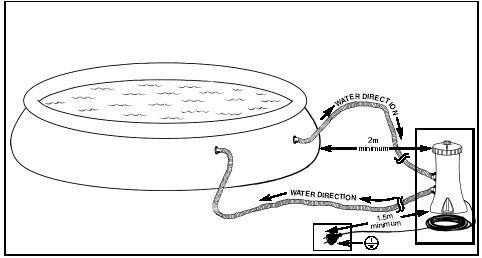 WATER DIRECTION
2m
minimum
WATER DIRECTION
1.5m
minimum